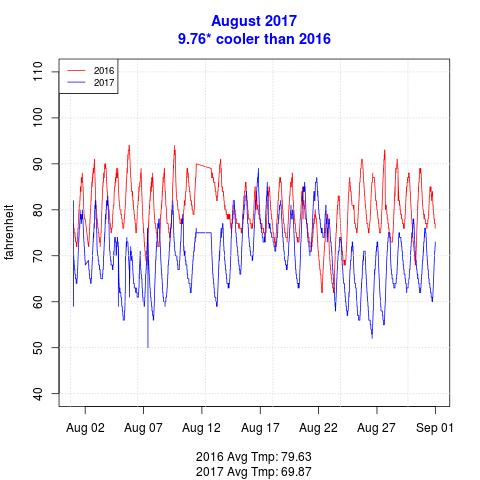 August 2017
9.76* cooler than 2016
2016
2017
fahrenheit
110
100
90
80
70
60
50
40
Aug 02 Aug 07 Aug 12 Aug 17 Aug 22 Aug 27 Sep 01
2016 Avg Tmp: 79.63
2017 Avg Tmp: 69.87